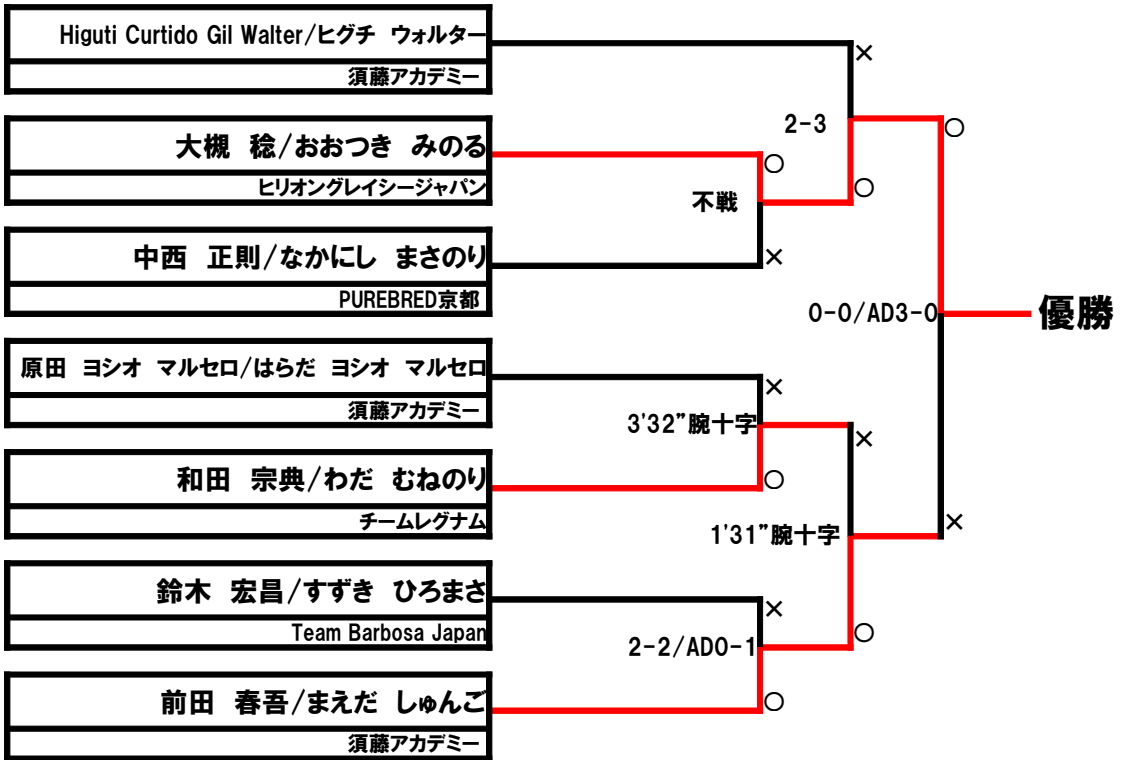 Higuti Curtido Gil Walter/ヒグチ ウォルター
須藤アカデミー
×
2-3
○
大槻 稔/おおつき みのる
ヒリオングレイシージャパン
○
不戦
○
中西 正則/なかにし まさのり
PUREBRED京都
×
0-0/AD3-0
優勝
原田 ヨシオ マルセロ/はらだ ヨシオ マルセロ
須藤アカデミー
×
3'32”腕十字
×
和田 宗典/わだ むねのり
チームレグナム
○
1'31”腕十字
×
鈴木 宏昌/すずき ひろまさ
Team Barbosa Japan
×
2-2/AD0-1
○
前田 春吾/まえだ しゅんご
須藤アカデミー
○